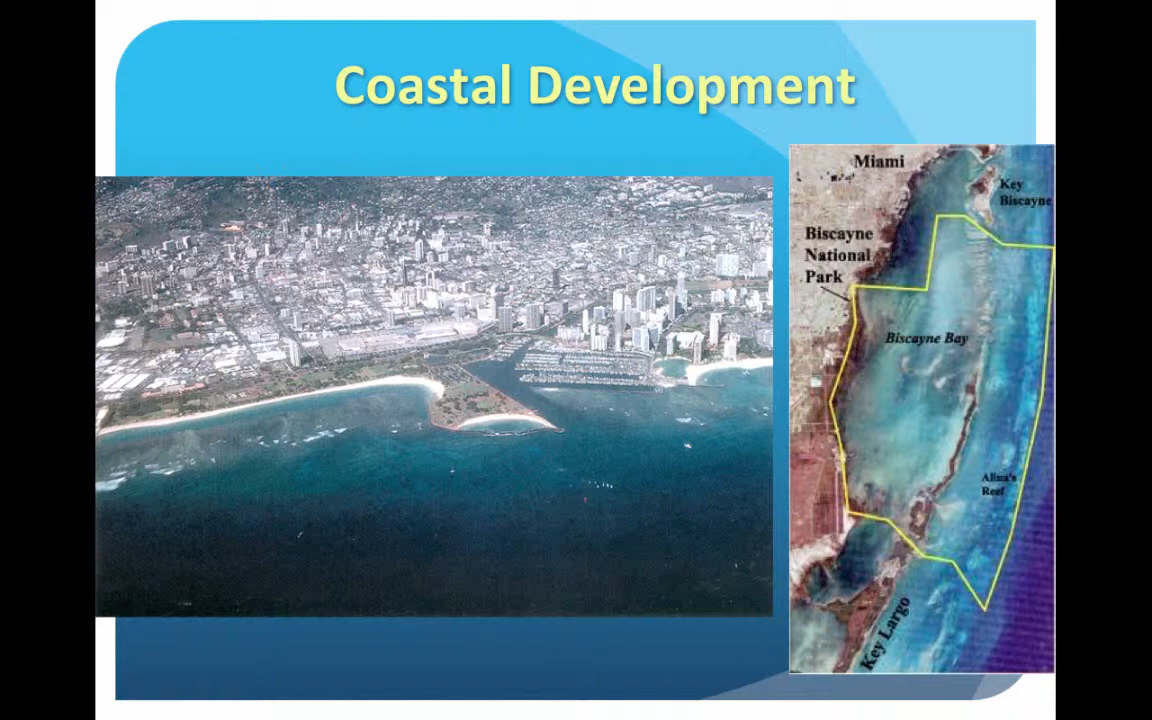 Coastal Development
Miami
Key
Biscayne
Biscayne
National
Park
Biscayne Bay
Alina's
Reef
Key Largo